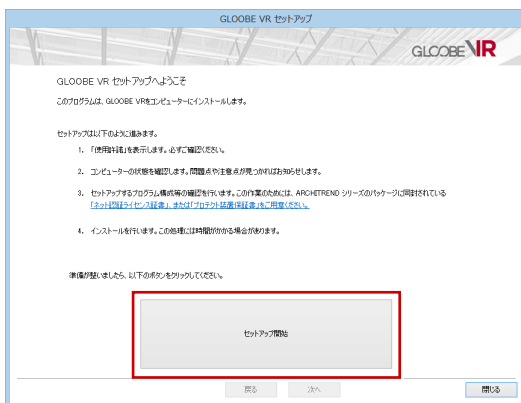 GLOOBE VR セットアップ
GLOOBE VR
GLOOBE VR セットアップへようこそ
このプログラムは、GLOOBE VRをコンピューターにインストールします。
セットアップは以下のように進みます。
1. 「使用許諾」を表示します。必ずご確認ください。
2. コンピューターの状態を確認します。問題点や注意点が見つかればお知らせします。
3. セットアップするプログラム構成等の確認を行います。この作業のためには、ARCHITREND シリーズのパッケージに同封されている
「ネット認証ライセンス証書」、または「プロテクト装置保証書」をご用意ください。
4. インストールを行います。この処理には時間がかかる場合があります。
準備が整いましたら、以下のボタンをクリックしてください。
セットアップ開始
戻る 次へ 閉じる